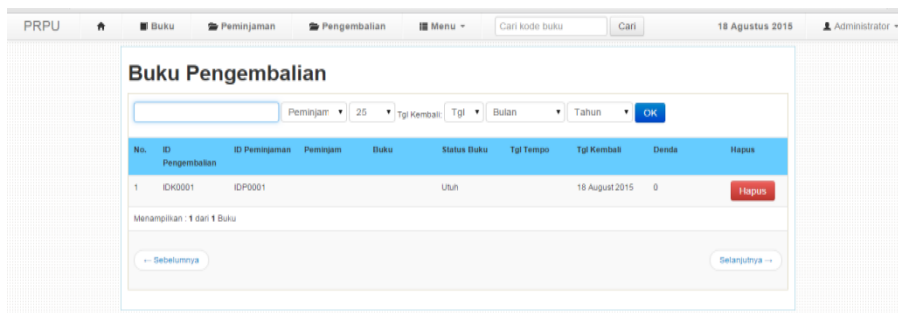 PRPU Buku Peminjaman Pengembalian Menu Cari kode buku Cari 18 Agustus 2015 Administrator
Buku Pengembalian
Peminjam 25 Tgl Kembali: Tgl Bulan Tahun OK
No. ID Pengembalian ID Peminjaman Peminjam Buku Status Buku Tgl Tempo Tgl Kembali Denda Hapus
1 IDK0001 IDP0001 Utuh 18 August 2015 0 Hapus
Menampilkan : 1 dari 1 Buku
← Sebelumnya Selanjutnya →